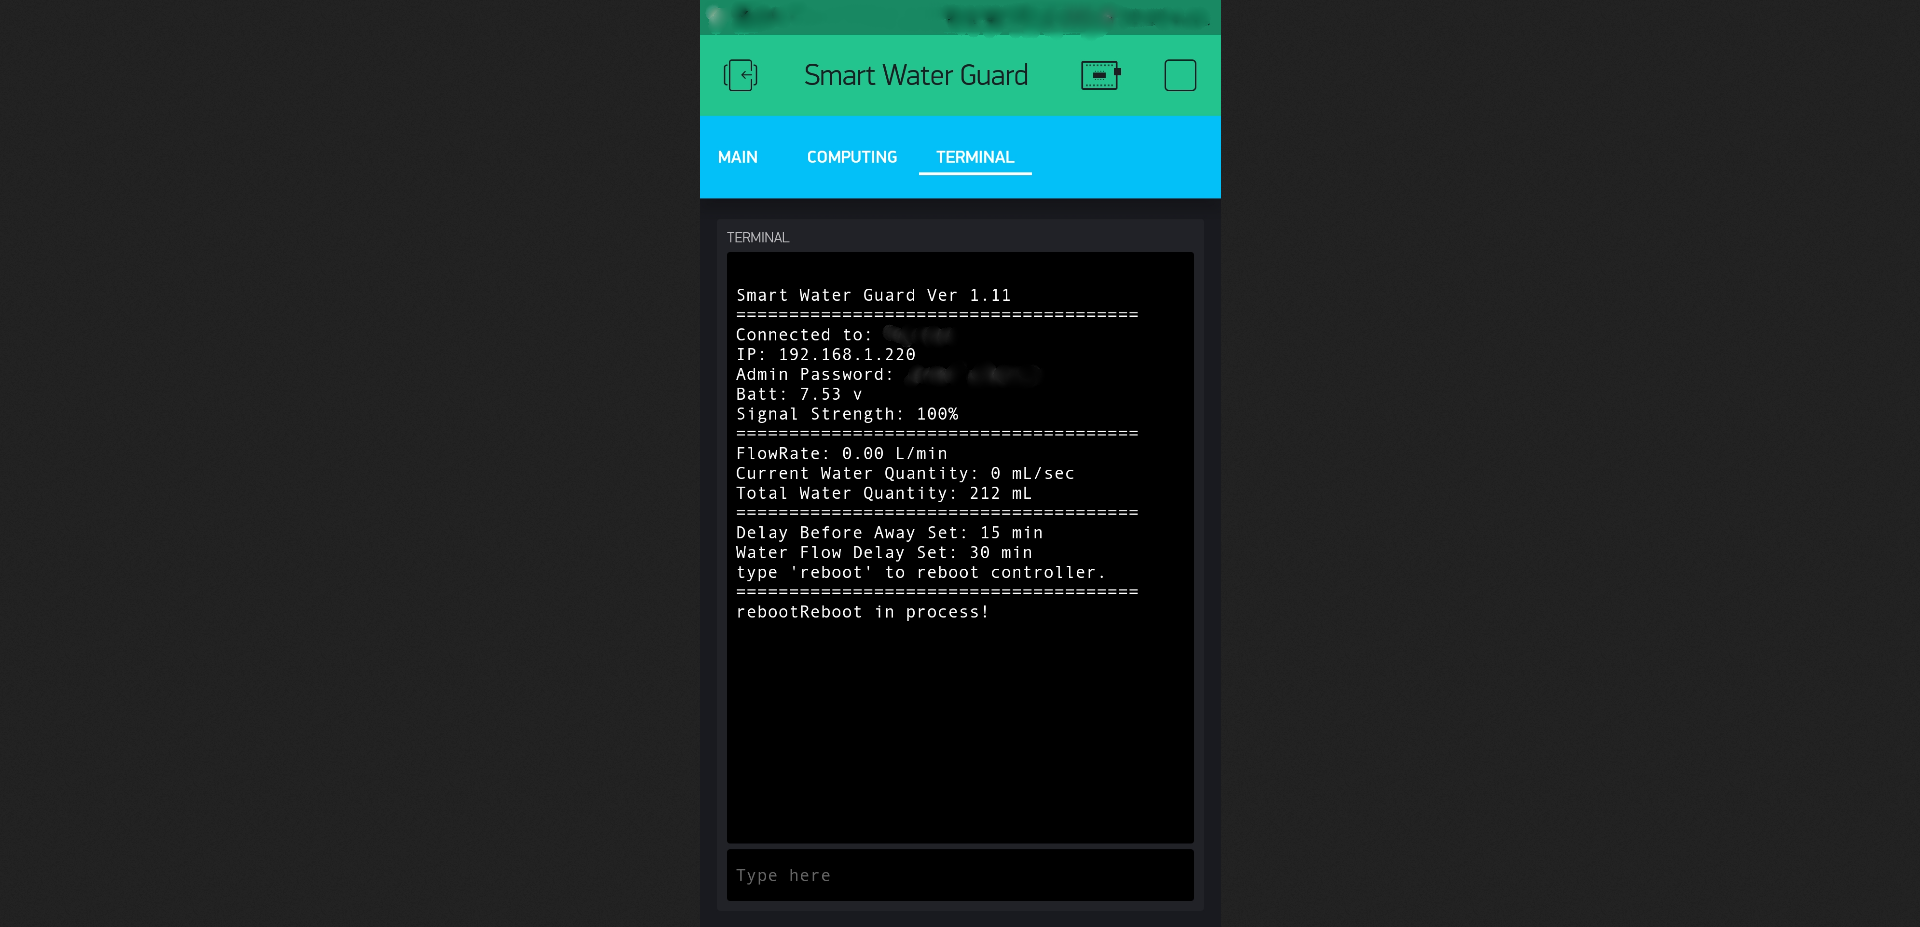 Smart Water Guard
MAIN COMPUTING TERMINAL
TERMINAL
Smart Water Guard Ver 1.11
======================================
Connected to:
IP: 192.168.1.220
Admin Password:
Batt: 7.53 v
Signal Strength: 100%
======================================
FlowRate: 0.00 L/min
Current Water Quantity: 0 mL/sec
Total Water Quantity: 212 mL
======================================
Delay Before Away Set: 15 min
Water Flow Delay Set: 30 min
type 'reboot' to reboot controller.
======================================
rebootReboot in process!
Type here